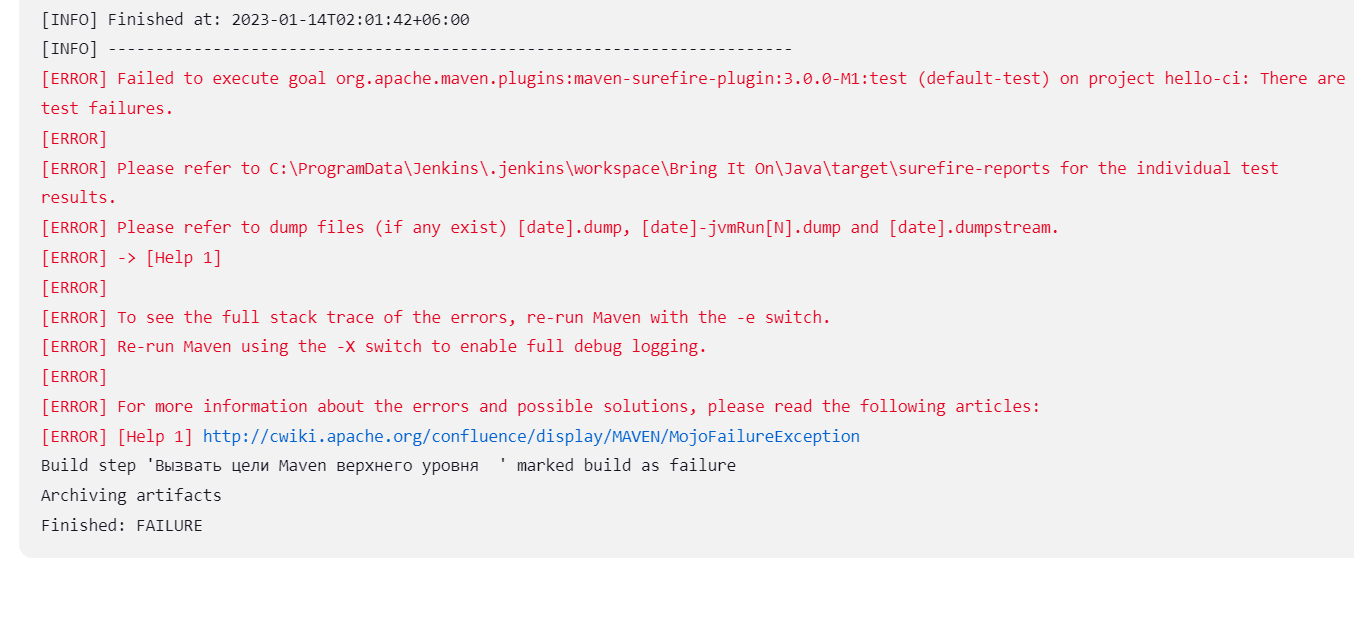 [INFO] Finished at: 2023-01-14T02:01:42+06:00
[INFO] ------------------------------------------------------------------------
[ERROR] Failed to execute goal org.apache.maven.plugins:maven-surefire-plugin:3.0.0-M1:test (default-test) on project hello-ci: There are
test failures.
[ERROR]
[ERROR] Please refer to C:\ProgramData\Jenkins\.jenkins\workspace\Bring It On\Java\target\surefire-reports for the individual test
results.
[ERROR] Please refer to dump files (if any exist) [date].dump, [date]-jvmRun[N].dump and [date].dumpstream.
[ERROR] -> [Help 1]
[ERROR]
[ERROR] To see the full stack trace of the errors, re-run Maven with the -e switch.
[ERROR] Re-run Maven using the -X switch to enable full debug logging.
[ERROR]
[ERROR] For more information about the errors and possible solutions, please read the following articles:
[ERROR] [Help 1] http://cwiki.apache.org/confluence/display/MAVEN/MojoFailureException
Build step 'Вызвать цели Maven верхнего уровня  ' marked build as failure
Archiving artifacts
Finished: FAILURE